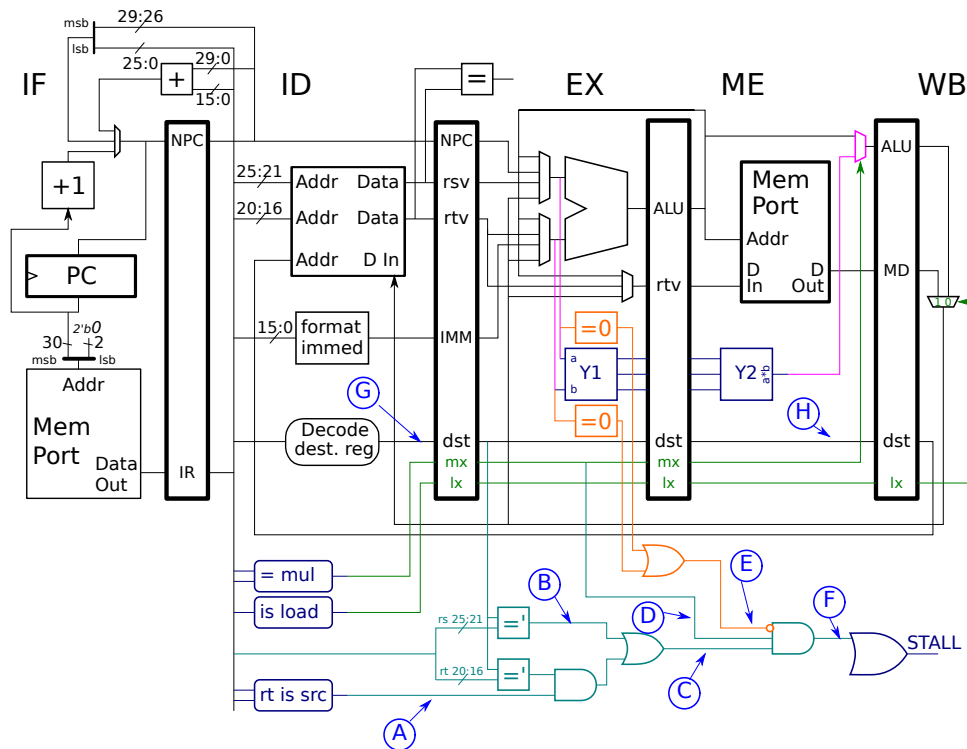 29:26
msb
lsb
25:0
29:0
15:0
+
=
IF
ID
EX
ME
WB
NPC
NPC
ALU
+1
25:21
Addr
Data
rsv
20:16
Addr
Data
rtv
ALU
Mem
Port
Addr
D
In
D
Out
MD
Addr
D In
rtv
PC
1 0
2'b0
30
2
msb
lsb
15:0
format
immed
IMM
=0
a
Y1
b
Y2
a*b
=0
Addr
Mem
Port
Data
Out
IR
G
H
Decode
dest. reg
dst
dst
dst
mx
mx
lx
lx
lx
= mul
is load
rs 25:21
='
B
D
E
F
STALL
rt 20:16
='
C
rt is src
A